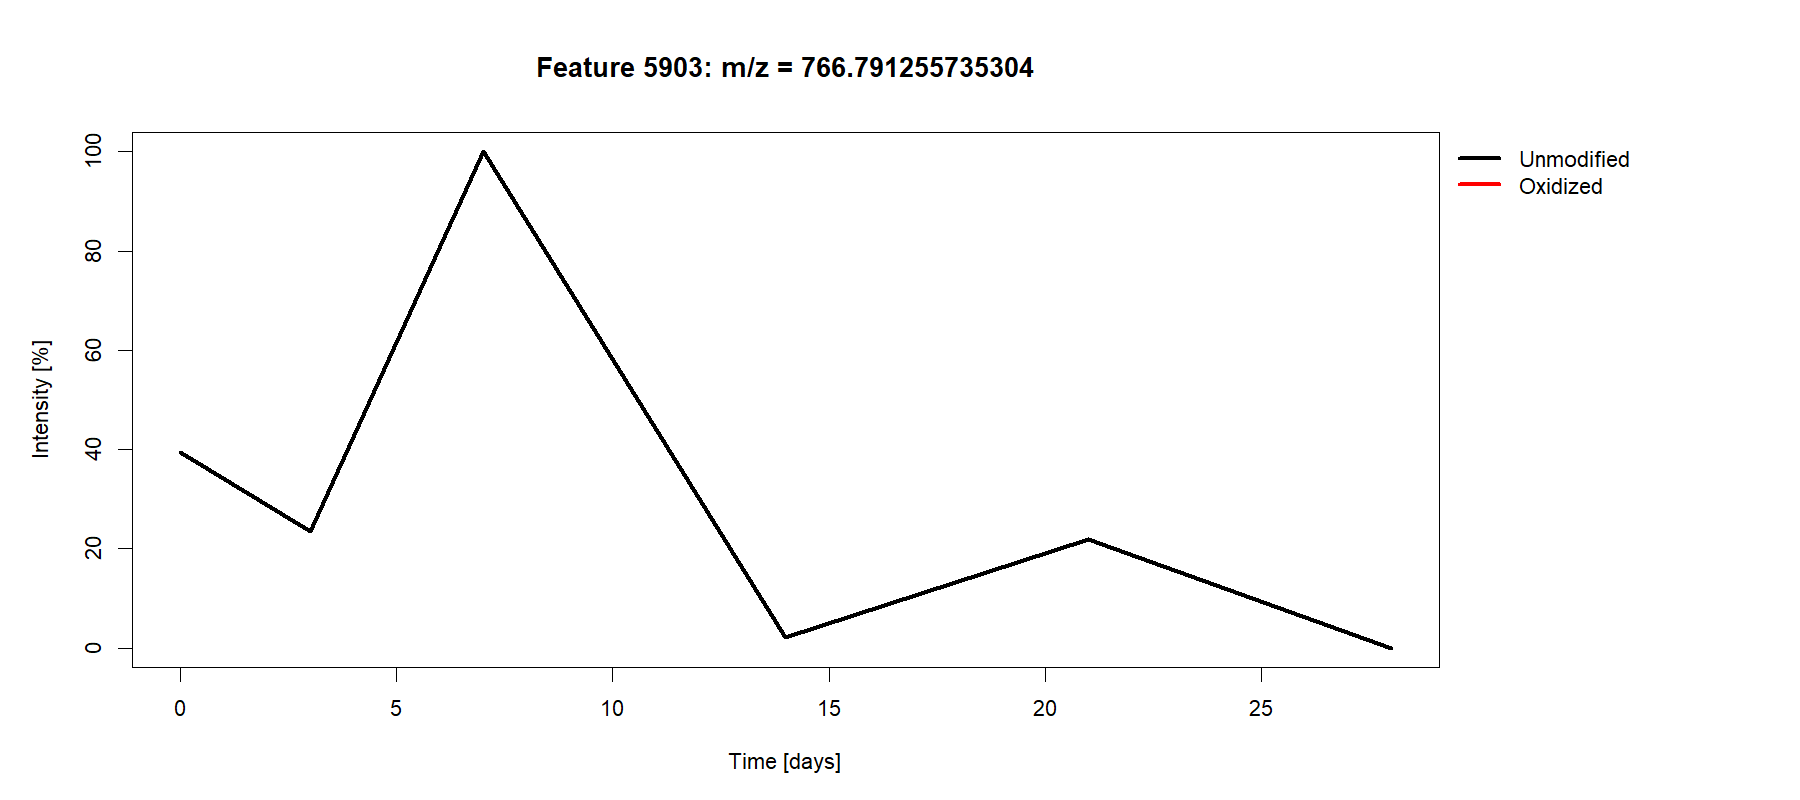 Feature 5903: m/z = 766.791255735304
Unmodified
Oxidized
Intensity [%]
100
80
60
40
20
0
0 5 10 15 20 25
Time [days]